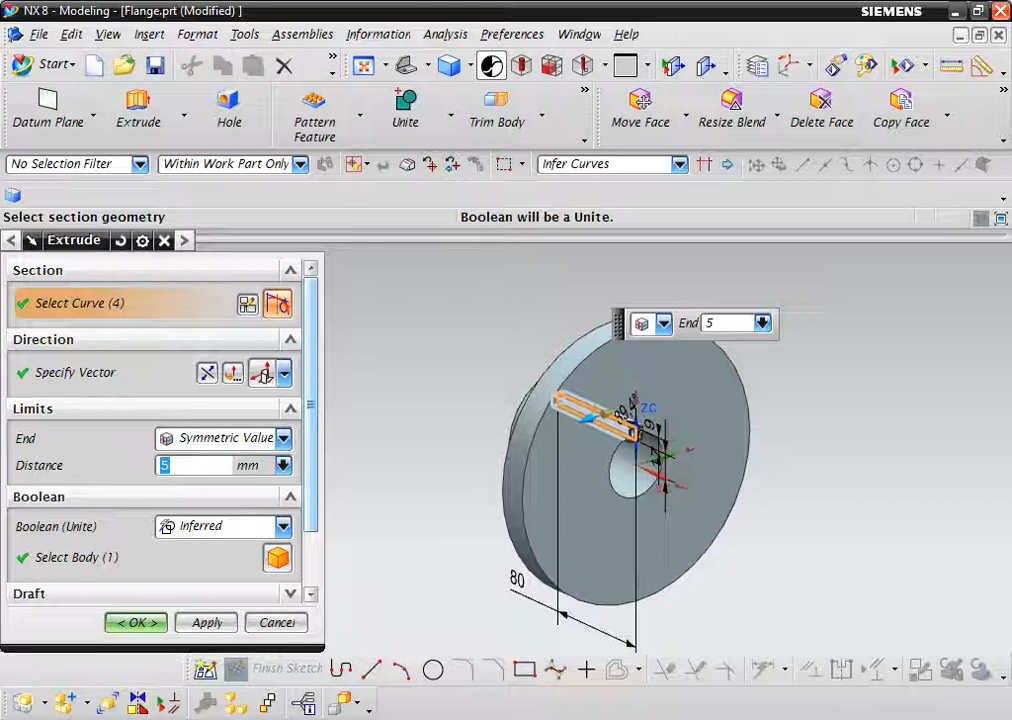 NX 8 - Modeling - [Flange.prt (Modified) ]
SIEMENS
File Edit View Insert Format Tools Assemblies Information Analysis Preferences Window Help
Start
Datum Plane
Extrude
Hole
Pattern Feature
Unite
Trim Body
Move Face
Resize Blend
Delete Face
Copy Face
No Selection Filter
Within Work Part Only
Infer Curves
Select section geometry
Boolean will be a Unite.
Extrude
Section
Select Curve (4)
Direction
Specify Vector
Limits
End
Symmetric Value
Distance
5
mm
Boolean
Boolean (Unite)
Inferred
Select Body (1)
Draft
< OK >
Apply
Cancel
End 5
ZC
80
Finish Sketch